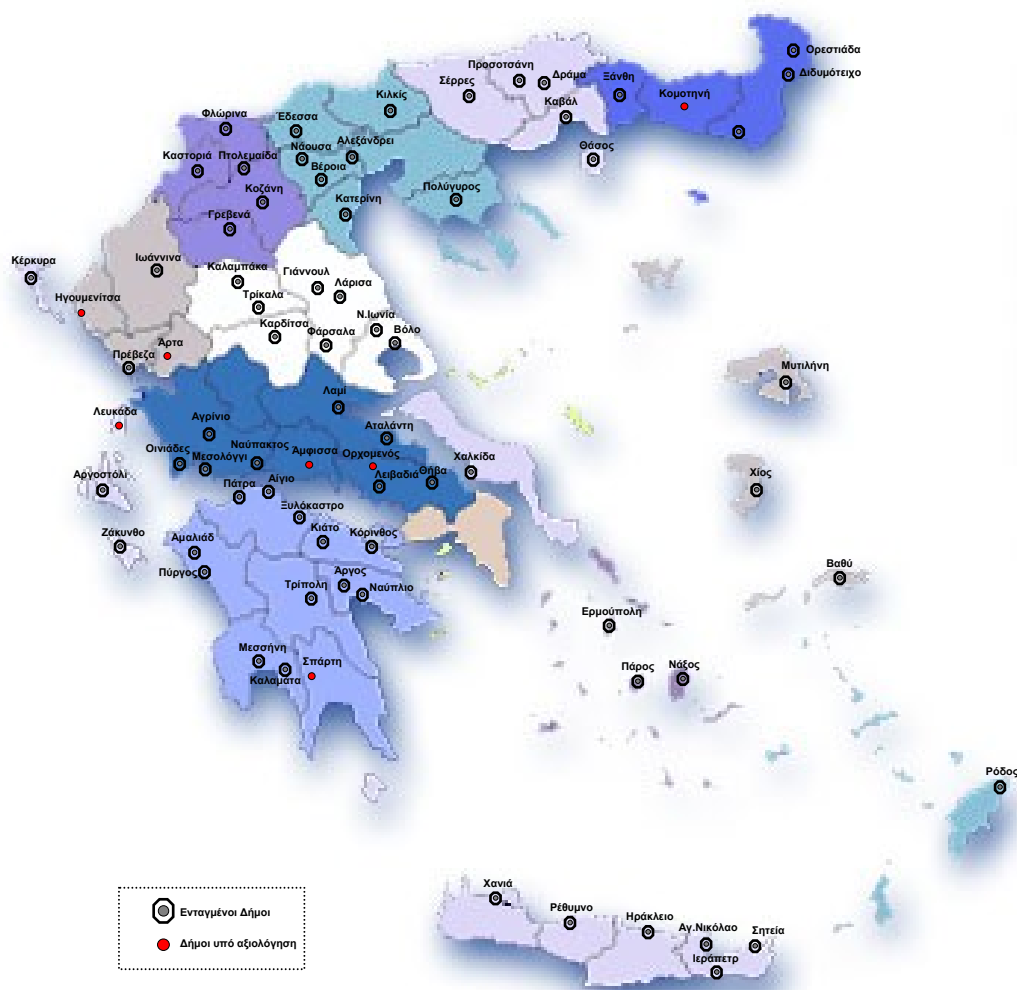 Ορεστιάδα
Προσοτσάνη
Διδυμότειχο
Σέρρες
Δράμα
Ξάνθη
Κομοτηνή
Κιλκίς
Καβάλ
Φλώρινα
Έδεσσα
Αλεξάνδρει
Νάουσα
Θάσος
Καστοριά
Πτολεμαίδα
Βέροια
Κοζάνη
Πολύγυρος
Κατερίνη
Γρεβενά
Κέρκυρα
Ιωάννινα
Καλαμπάκα
Γιάννουλ
Λάρισα
Ηγουμενίτσα
Τρίκαλα
Ν.Ιωνία
Καρδίτσα
Φάρσαλα
Βόλο
Άρτα
Πρέβεζα
Μυτιλήνη
Λαμί
Λευκάδα
Αγρίνιο
Αταλάντη
Οινιάδες
Ναύπακτος
Άμφισσα
Ορχομενός
Χαλκίδα
Μεσολόγγι
Αργοστόλι
Αίγιο
Λειβαδιά
Θήβα
Χίος
Πάτρα
Ξυλόκαστρο
Ζάκυνθο
Αμαλιάδ
Κιάτο
Κόρινθος
Πύργος
Άργος
Βαθύ
Τρίπολη
Ναύπλιο
Ερμούπολη
Μεσσήνη
Σπάρτη
Πάρος
Νάξος
Καλαμάτα
Ρόδος
Χανιά
Ρέθυμνο
Ηράκλειο
Αγ.Νικόλαο
Σητεία
Ιεράπετρ
Ενταγμένοι Δήμοι
Δήμοι υπό αξιολόγηση